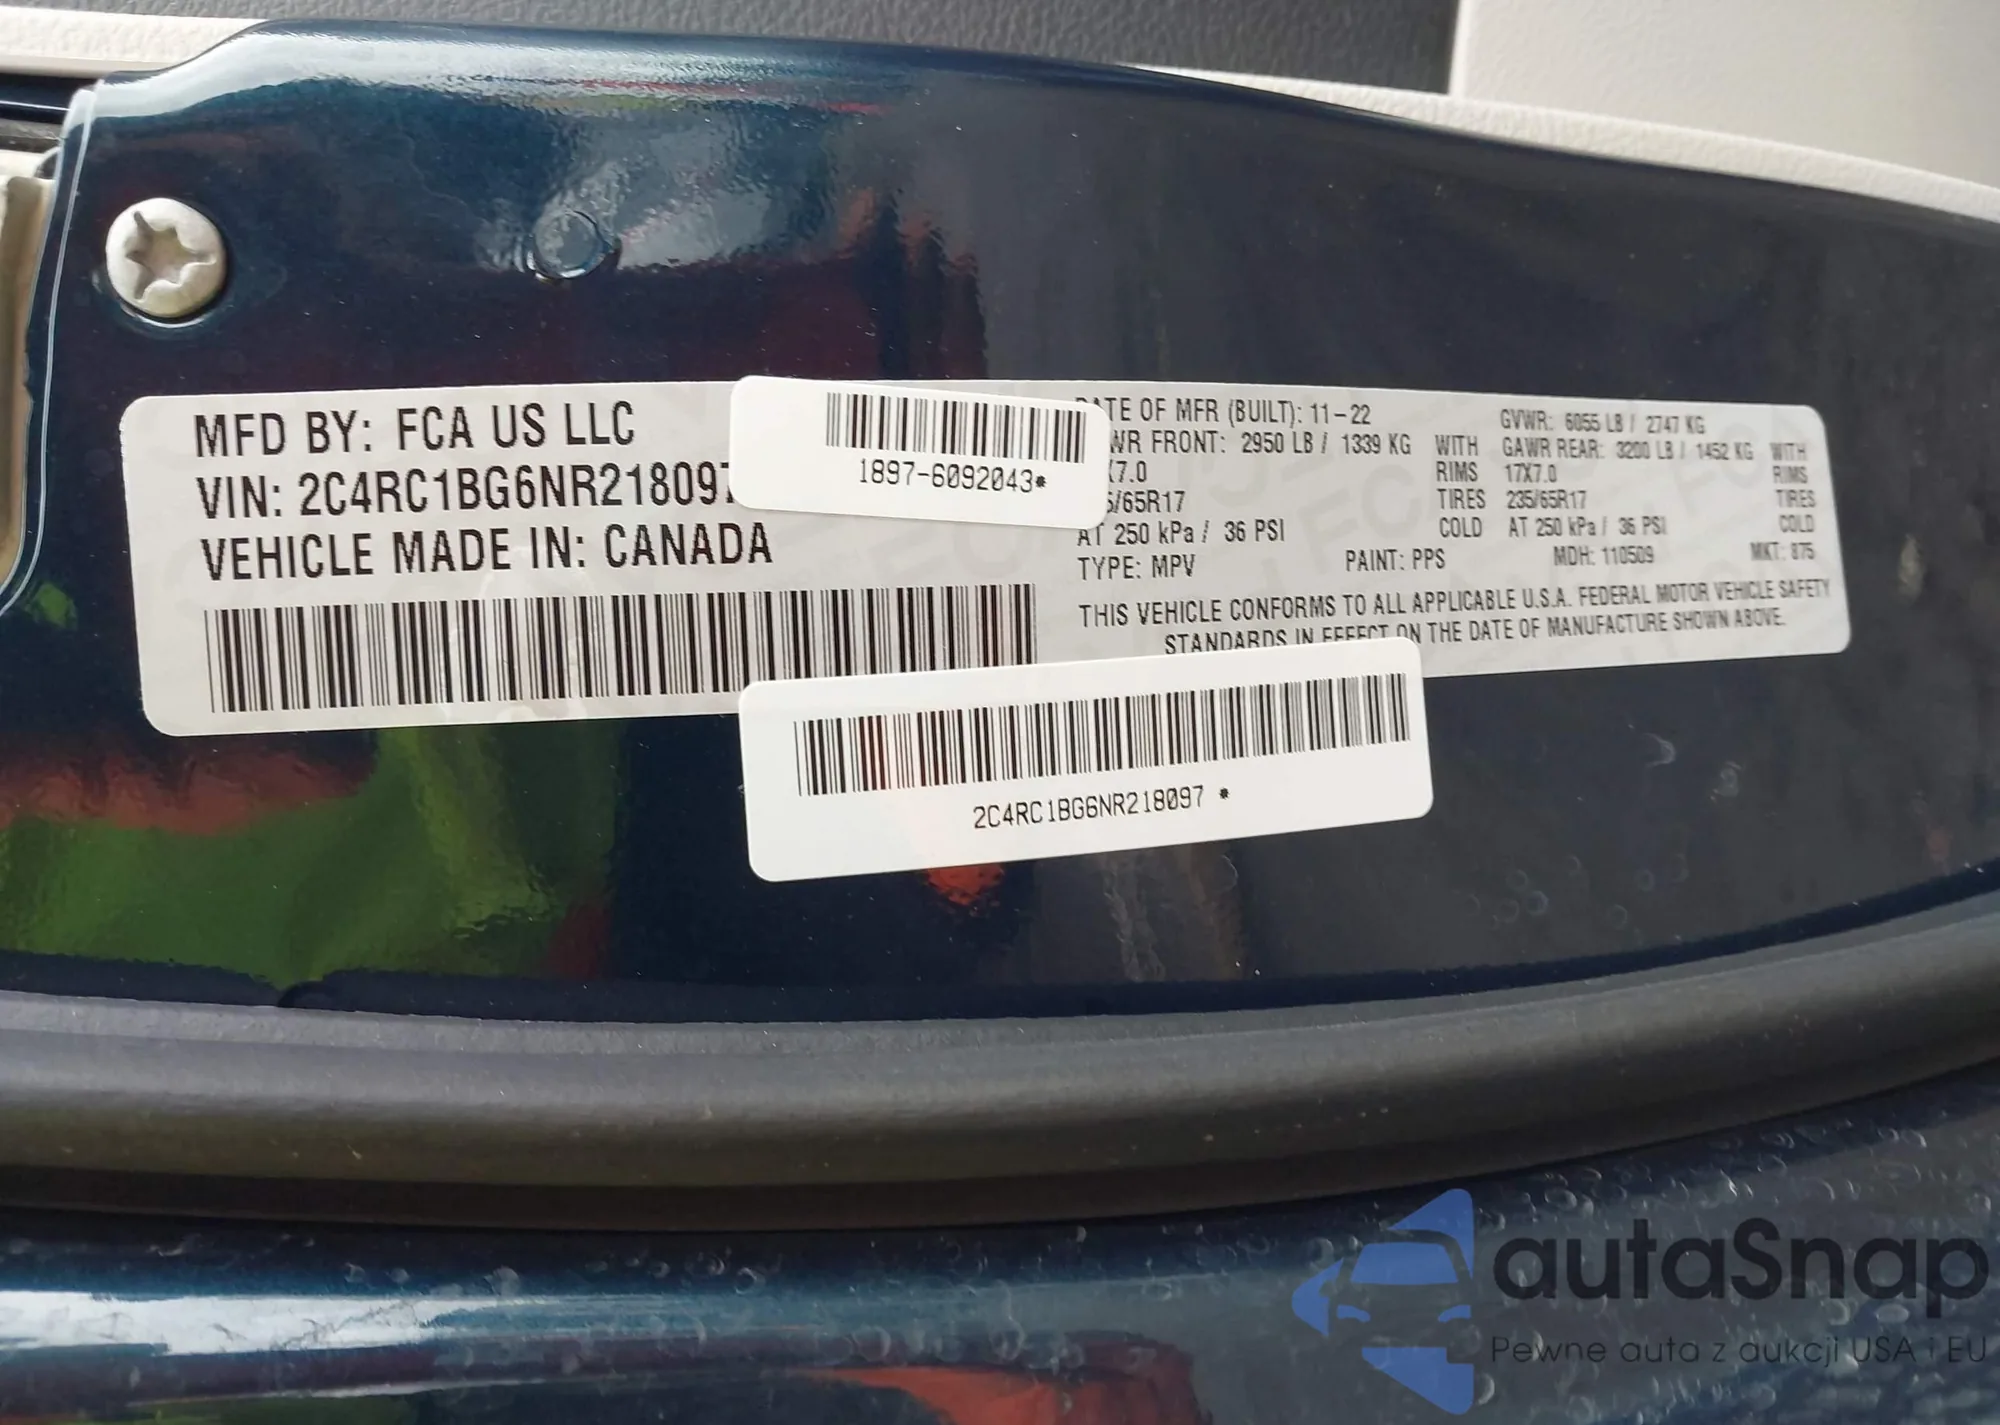 MFD BY: FCA US LLC
VIN: 2C4RC1BG6NR218097
VEHICLE MADE IN: CANADA
1897-6092043*
DATE OF MFR (BUILT): 11-22 GVWR: 6055 LB / 2747 KG
WR FRONT: 2950 LB / 1339 KG WITH GAWR REAR: 3200 LB / 1452 KG WITH
X7.0 RIMS 17X7.0 RIMS
5/65R17 TIRES 235/65R17 TIRES
AT 250 kPa / 36 PSI COLD AT 250 kPa / 36 PSI COLD
TYPE: MPV PAINT: PPS MDH: 110509 MKT: 875
THIS VEHICLE CONFORMS TO ALL APPLICABLE U.S.A. FEDERAL MOTOR VEHICLE SAFETY
STANDARDS IN EFFECT ON THE DATE OF MANUFACTURE SHOWN ABOVE.
2C4RC1BG6NR218097 *
autaSnap
Pewne auta z aukcji USA i EU